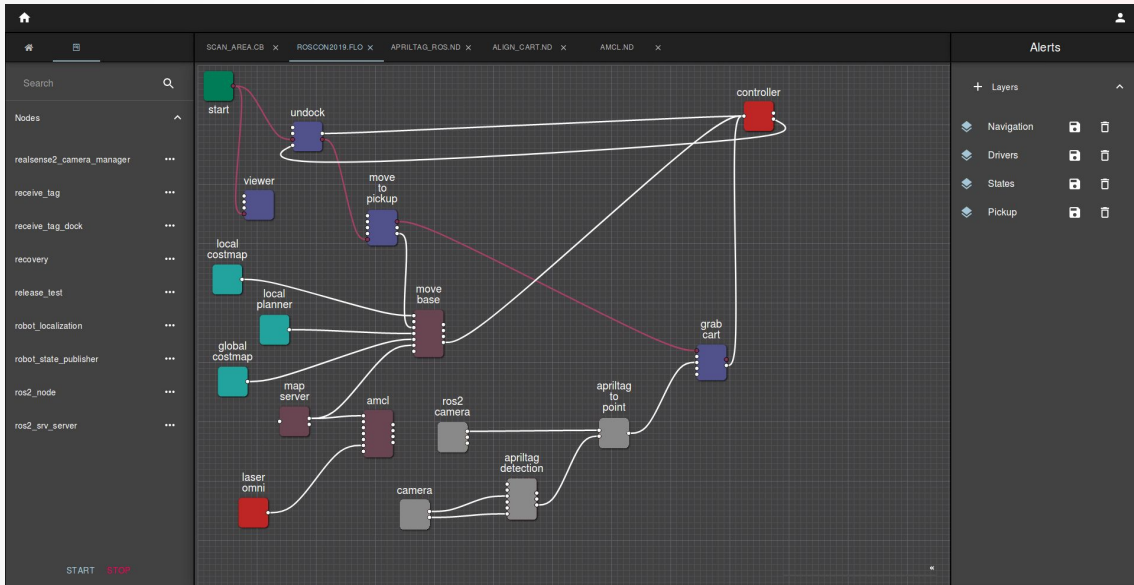 SCAN_AREA.CB ×
ROSCON2019.FLO ×
APRILTAG_ROS.ND ×
ALIGN_CART.ND ×
AMCL.ND ×
Alerts
Search
Nodes
realsense2_camera_manager
receive_tag
receive_tag_dock
recovery
release_test
robot_localization
robot_state_publisher
ros2_node
ros2_srv_server
START STOP
start
undock
controller
viewer
move
to
pickup
local
costmap
local
planner
move
base
global
costmap
grab
cart
map
server
amcl
ros2
camera
apriltag
to
point
laser
omni
camera
apriltag
detection
«
+ Layers
Navigation
Drivers
States
Pickup